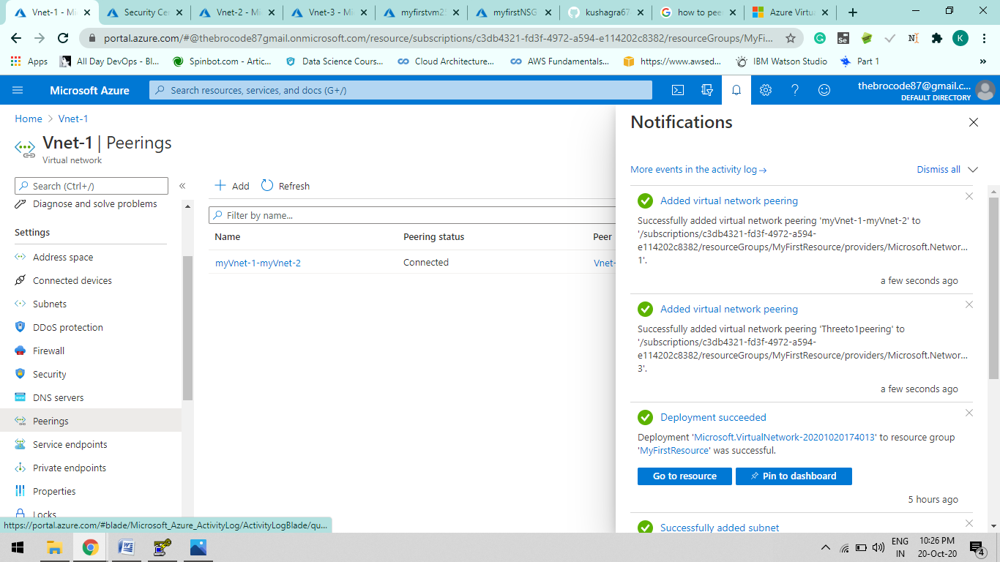 Vnet-1 - Mi
Security Cer
Vnet-2 - Mi
Vnet-3 - Mi
myfirstvm25
myfirstNSG
kushagra67
how to pee
Azure Virtu
portal.azure.com/#@thebrocode87gmail.onmicrosoft.com/resource/subscriptions/c3db4321-fd3f-4972-a594-e114202c8382/resourceGroups/MyFi...
Apps
All Day DevOps - Bl...
Spinbot.com - Artic...
Data Science Cours...
Cloud Architecture...
AWS Fundamentals...
https://www.awsed...
IBM Watson Studio
Part 1
»
Microsoft Azure
Search resources, services, and docs (G+/)
thebrocode87@gmail.c...
DEFAULT DIRECTORY
Home > Vnet-1
Vnet-1 | Peerings
Virtual network
Search (Ctrl+/)
«
Diagnose and solve problems
Settings
Address space
Connected devices
Subnets
DDoS protection
Firewall
Security
DNS servers
Peerings
Service endpoints
Private endpoints
Properties
Locks
https://portal.azure.com/#blade/Microsoft_Azure_ActivityLog/ActivityLogBlade/qu...
Add
Refresh
Filter by name...
Name
Peering status
Peer
myVnet-1-myVnet-2
Connected
Vnet-
Notifications
More events in the activity log →
Dismiss all
Added virtual network peering
Successfully added virtual network peering 'myVnet-1-myVnet-2' to
'/subscriptions/c3db4321-fd3f-4972-a594-
e114202c8382/resourceGroups/MyFirstResource/providers/Microsoft.Networ...
1'.
a few seconds ago
Added virtual network peering
Successfully added virtual network peering 'Threeto1peering' to
'/subscriptions/c3db4321-fd3f-4972-a594-
e114202c8382/resourceGroups/MyFirstResource/providers/Microsoft.Networ...
3'.
a few seconds ago
Deployment succeeded
Deployment 'Microsoft.VirtualNetwork-20201020174013' to resource group
'MyFirstResource' was successful.
Go to resource
Pin to dashboard
5 hours ago
Successfully added subnet
ENG
IN
10:26 PM
20-Oct-20
4